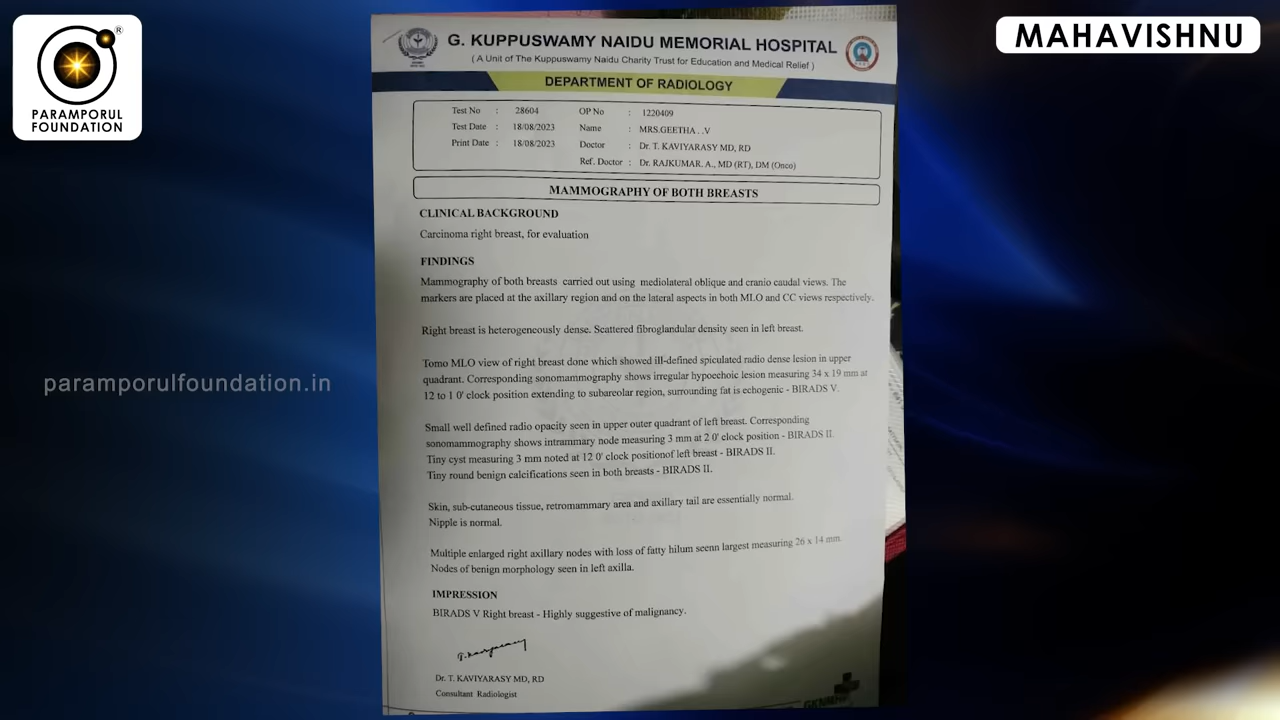 PARAMPORUL
FOUNDATION
®
MAHAVISHNU
paramporulfoundation.in
G. KUPPUSWAMY NAIDU MEMORIAL HOSPITAL
( A Unit of The Kuppuswamy Naidu Charity Trust for Education and Medical Relief )
DEPARTMENT OF RADIOLOGY
Test No : 28604 OP No : 1220409
Test Date : 18/08/2023 Name : MRS.GEETHA . .V
Print Date : 18/08/2023 Doctor : Dr. T. KAVIYARASY MD, RD
Ref. Doctor : Dr. RAJKUMAR. A., MD (RT), DM (Onco)
MAMMOGRAPHY OF BOTH BREASTS
CLINICAL BACKGROUND
Carcinoma right breast, for evaluation
FINDINGS
Mammography of both breasts carried out using mediolateral oblique and cranio caudal views. The
markers are placed at the axillary region and on the lateral aspects in both MLO and CC views respectively.
Right breast is heterogeneously dense. Scattered fibroglandular density seen in left breast.
Tomo MLO view of right breast done which showed ill-defined spiculated radio dense lesion in upper
quadrant. Corresponding sonomammography shows irregular hypoechoic lesion measuring 34 x 19 mm at
12 to 1 0' clock position extending to subareolar region, surrounding fat is echogenic - BIRADS V.
Small well defined radio opacity seen in upper outer quadrant of left breast. Corresponding
sonomammography shows intrammary node measuring 3 mm at 2 0' clock position - BIRADS II.
Tiny cyst measuring 3 mm noted at 12 0' clock positionof left breast - BIRADS II.
Tiny round benign calcifications seen in both breasts - BIRADS II.
Skin, sub-cutaneous tissue, retromammary area and axillary tail are essentially normal.
Nipple is normal.
Multiple enlarged right axillary nodes with loss of fatty hilum seenn largest measuring 26 x 14 mm.
Nodes of benign morphology seen in left axilla.
IMPRESSION
BIRADS V Right breast - Highly suggestive of malignancy.
Dr. T. KAVIYARASY MD, RD
Consultant Radiologist